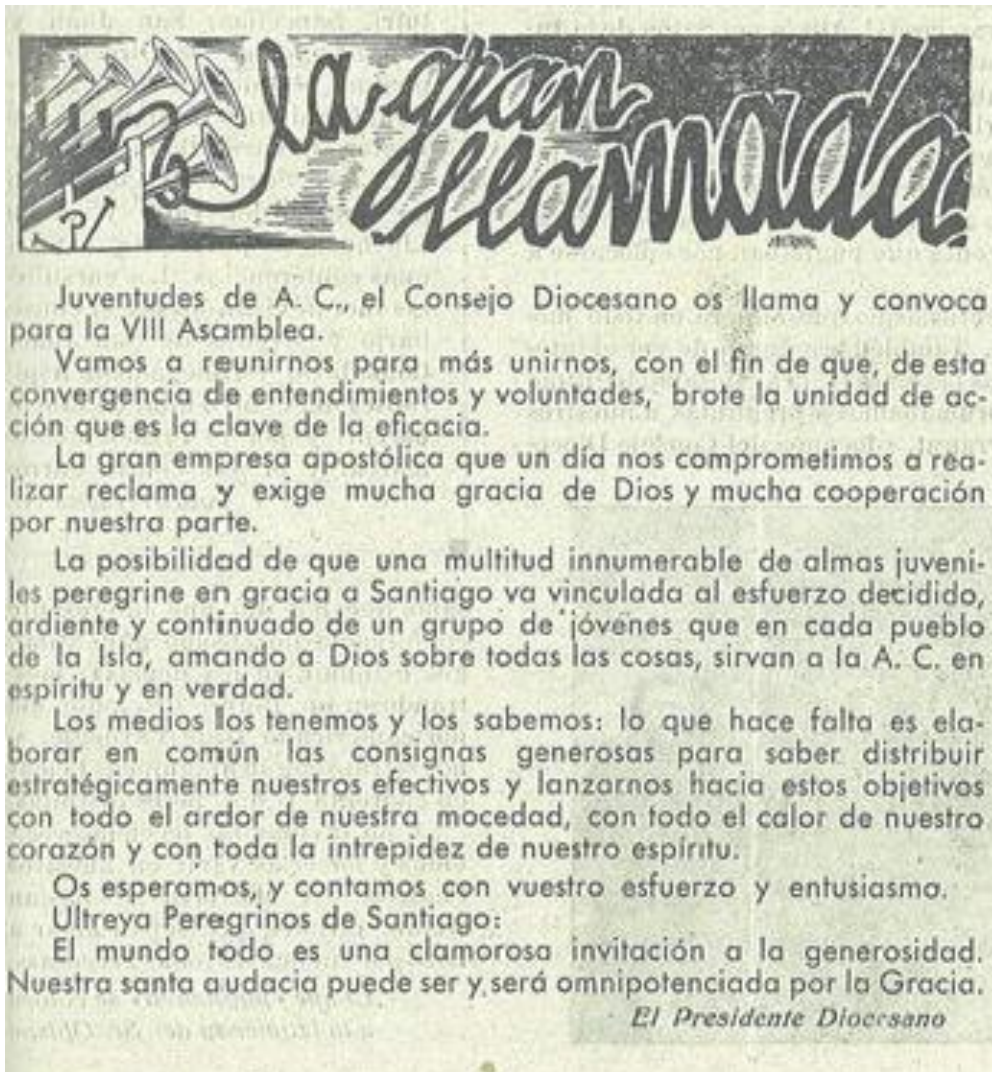 la gran
llamada
Juventudes de A. C., el Consejo Diocesano os llama y convoca
para la VIII Asamblea.
Vamos a reunirnos para más unirnos, con el fin de que, de esta
convergencia de entendimientos y voluntades, brote la unidad de ac-
ción que es la clave de la eficacia.
La gran empresa apostólica que un día nos comprometimos a rea-
lizar reclama y exige mucha gracia de Dios y mucha cooperación
por nuestra parte.
La posibilidad de que una multitud innumerable de almas juveni-
les peregrine en gracia a Santiago va vinculada al esfuerzo decidido,
ardiente y continuado de un grupo de jóvenes que en cada pueblo
de la Isla, amando a Dios sobre todas las cosas, sirvan a la A. C. en
espíritu y en verdad.
Los medios los tenemos y los sabemos: lo que hace falta es ela-
borar en común las consignas generosas para saber distribuir
estratégicamente nuestros efectivos y lanzarnos hacia estos objetivos
con todo el ardor de nuestra mocedad, con todo el calor de nuestro
corazón y con toda la intrepidez de nuestro espíritu.
Os esperamos, y contamos con vuestro esfuerzo y entusiasmo.
Ultreya Peregrinos de Santiago:
El mundo todo es una clamorosa invitación a la generosidad.
Nuestra santa audacia puede ser y será omnipotenciada por la Gracia.
El Presidente Diocesano